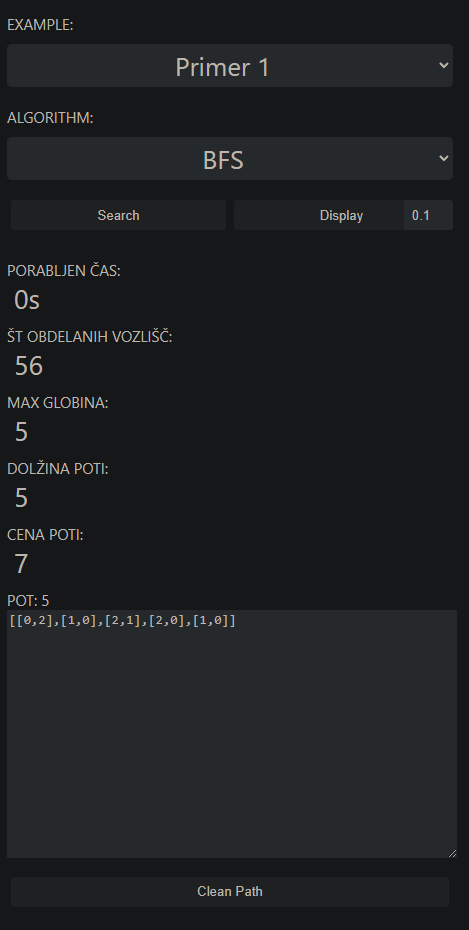 EXAMPLE:
Primer 1
ALGORITHM:
BFS
Search Display 0.1
PORABLJEN ČAS:
0s
ŠT OBDELANIH VOZLIŠČ:
56
MAX GLOBINA:
5
DOLŽINA POTI:
5
CENA POTI:
7
POT: 5
[[0,2],[1,0],[2,1],[2,0],[1,0]]
Clean Path